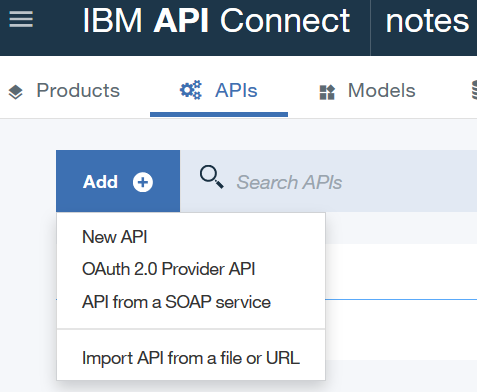 IBM API Connect notes
Products APIs Models
Add Search APIs
New API
OAuth 2.0 Provider API
API from a SOAP service
Import API from a file or URL